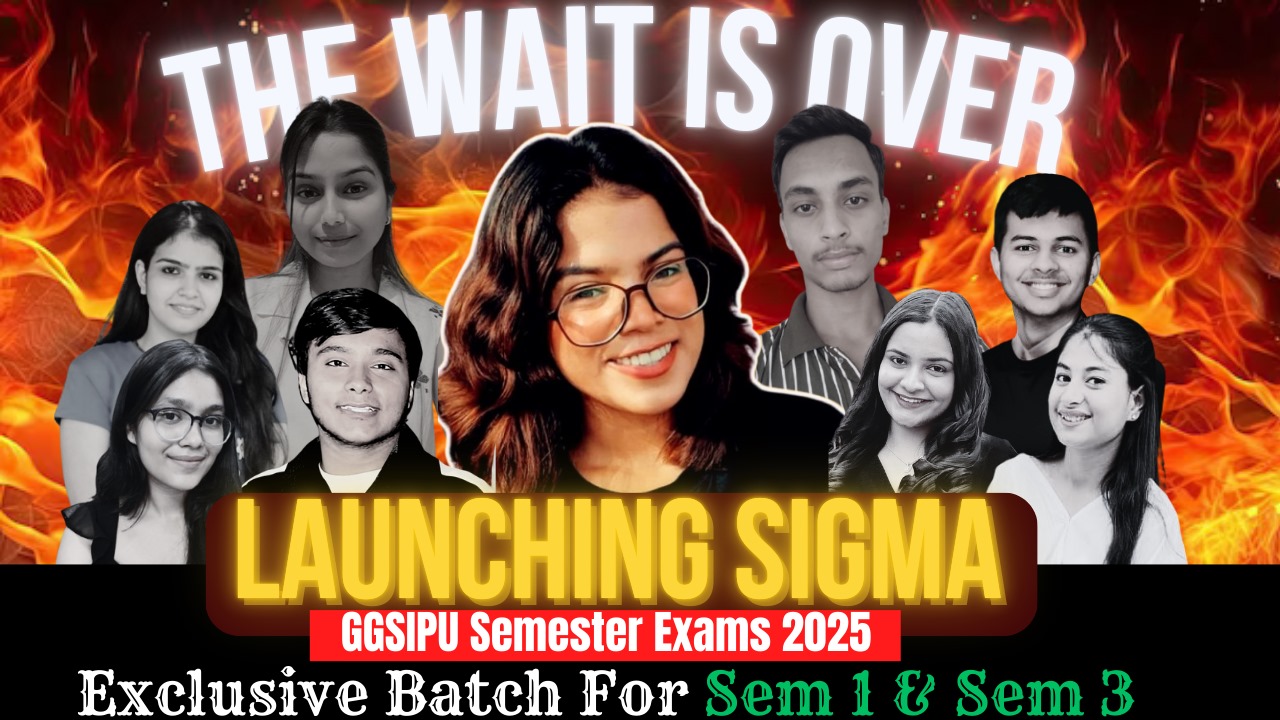 THE WAIT IS OVER
LAUNCHING SIGMA
GGSIPU Semester Exams 2025
Exclusive Batch For Sem 1 & Sem 3